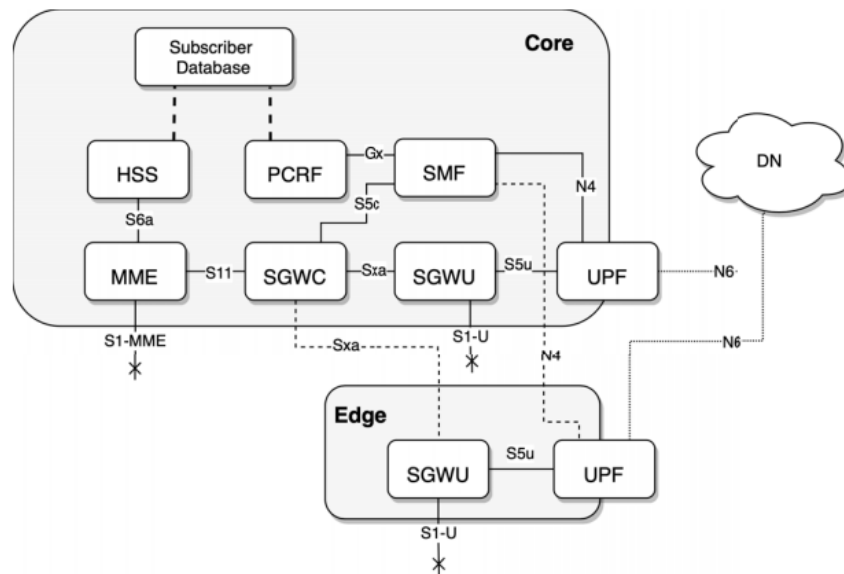 Subscriber
Database
Core
HSS
PCRF
Gx
SMF
DN
N4
S5c
S6a
MME
S11
SGWC
Sxa
SGWU
S5u
UPF
N6
S1-MME
S1-U
Sxa
N4
N6
Edge
SGWU
S5u
UPF
S1-U